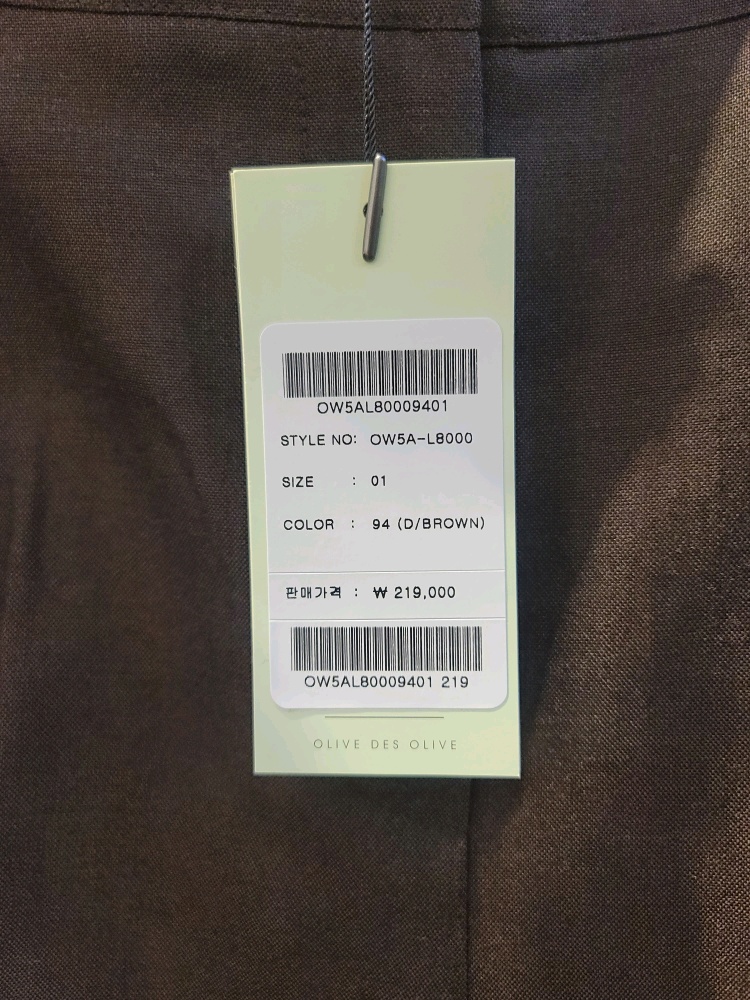 OW5AL80009401
STYLE NO: OW5A-L8000
SIZE : 01
COLOR : 94 (D/BROWN)
판매가격 : ₩ 219,000
OW5AL80009401 219
OLIVE DES OLIVE